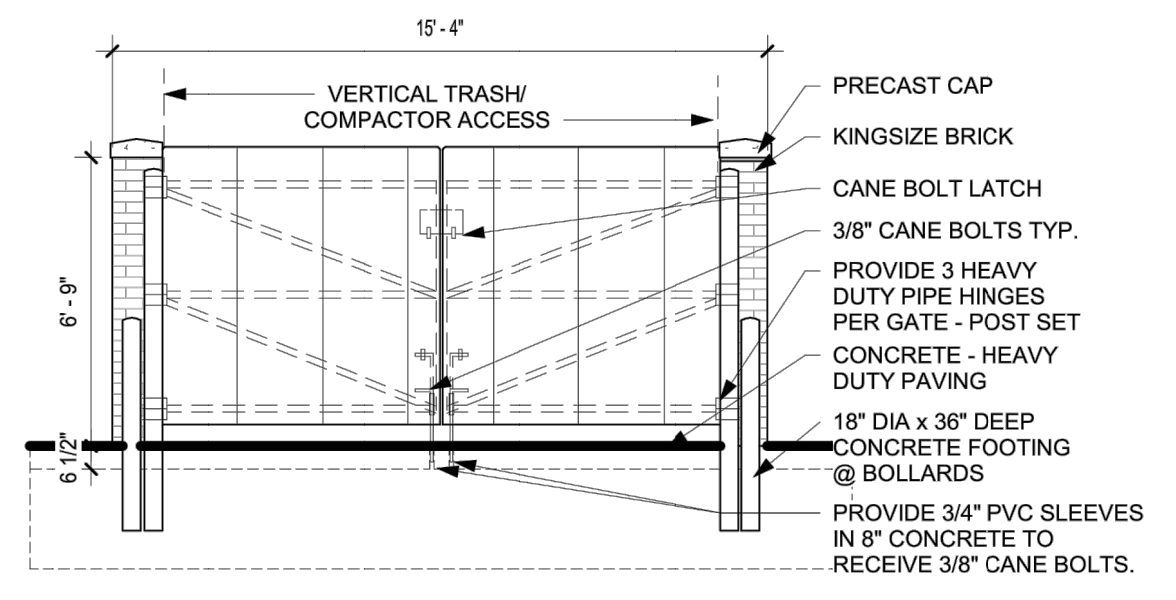 15' - 4"
VERTICAL TRASH/
COMPACTOR ACCESS
6' - 9"
6 1/2"
PRECAST CAP
KINGSIZE BRICK
CANE BOLT LATCH
3/8" CANE BOLTS TYP.
PROVIDE 3 HEAVY
DUTY PIPE HINGES
PER GATE - POST SET
CONCRETE - HEAVY
DUTY PAVING
18" DIA x 36" DEEP
CONCRETE FOOTING
@ BOLLARDS
PROVIDE 3/4" PVC SLEEVES
IN 8" CONCRETE TO
RECEIVE 3/8" CANE BOLTS.